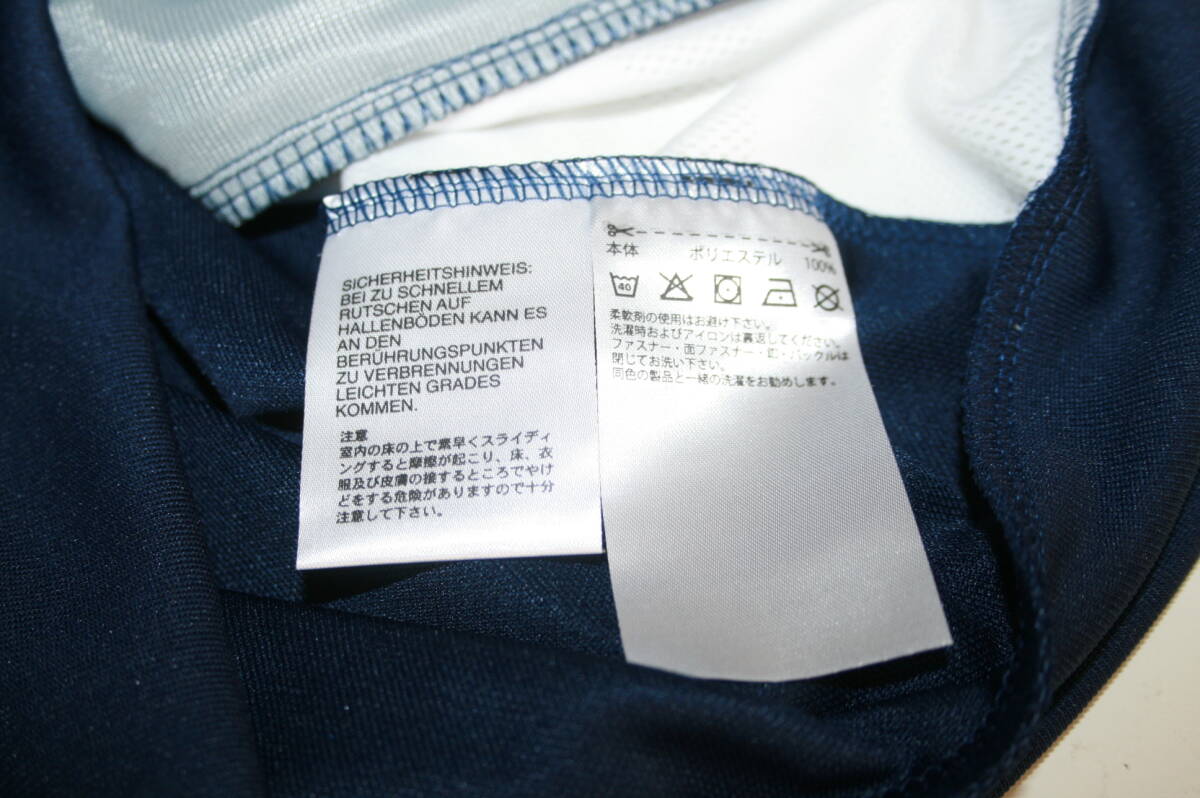 SICHERHEITSHINWEIS:
BEI ZU SCHNELLEM
RUTSCHEN AUF
HALLENBÖDEN KANN ES
AN DEN
BERÜHRUNGSPUNKTEN
ZU VERBRENNUNGEN
LEICHTEN GRADES
KOMMEN.
注意
室内の床の上で素早くスライディ
ングすると摩擦が起こり、床、衣
服及び皮膚の接するところでやけ
どをする危険がありますので十分
注意して下さい。
本体 ポリエステル 100%
40
柔軟剤の使用はお避け下さい。
洗濯時およびアイロンは裏返してください。
ファスナー・面ファスナー・釦・バックルは
閉じてお洗い下さい。
同色の製品と一緒の洗濯をお勧めします。